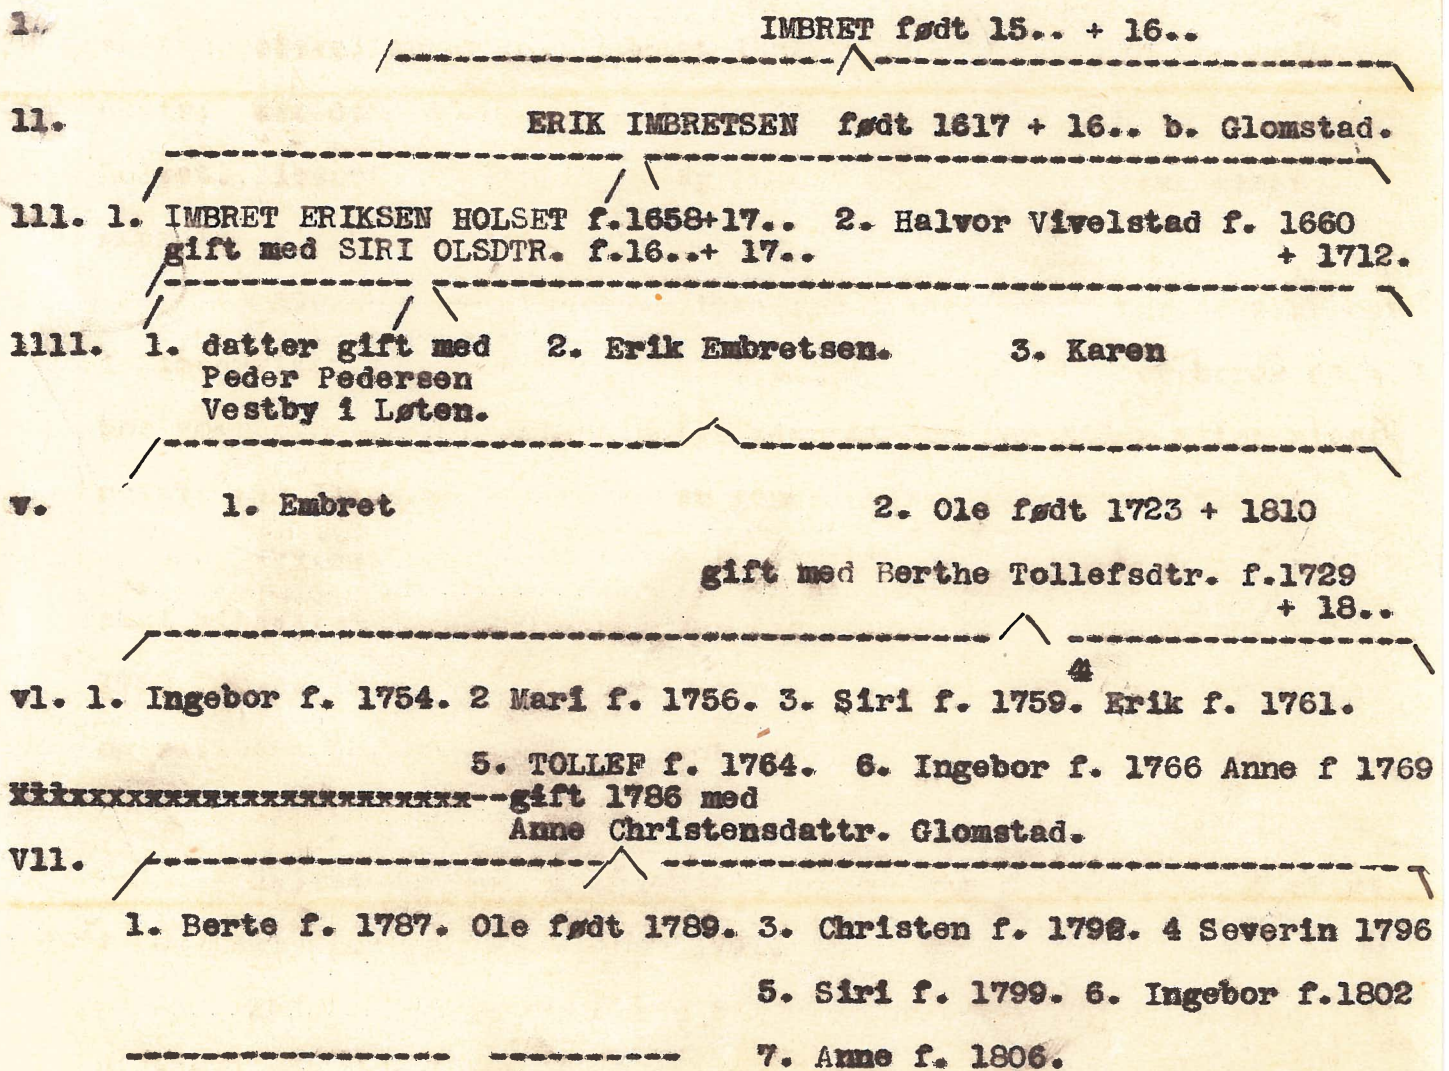 1.
IMBRET født 15.. + 16..
11. ERIK IMBRETSEN født 1617 + 16.. b. Glomstad.
111. 1. IMBRET ERIKSEN HOLSET f.1658+17.. 2. Halvor Vivelstad f. 1660
gift med SIRI OLSDTR. f.16..+ 17.. + 1712.
1111. 1. datter gift med 2. Erik Embretsen. 3. Karen
Peder Pedersen
Vestby i Løten.
v. 1. Embret 2. Ole født 1723 + 1810
gift med Berthe Tollefsdtr. f.1729
+ 18..
4
vl. 1. Ingebor f. 1754. 2 Mari f. 1756. 3. Siri f. 1759. Erik f. 1761.
5. TOLLEF f. 1764. 6. Ingebor f. 1766 Anne f 1769
--gift 1786 med
Anne Christensdattr. Glomstad.
Vll.
1. Berte f. 1787. Ole født 1789. 3. Christen f. 4 Severin 1796
5. Siri f. 1799. 6. Ingebor f.1802
7. Anne f. 1806.